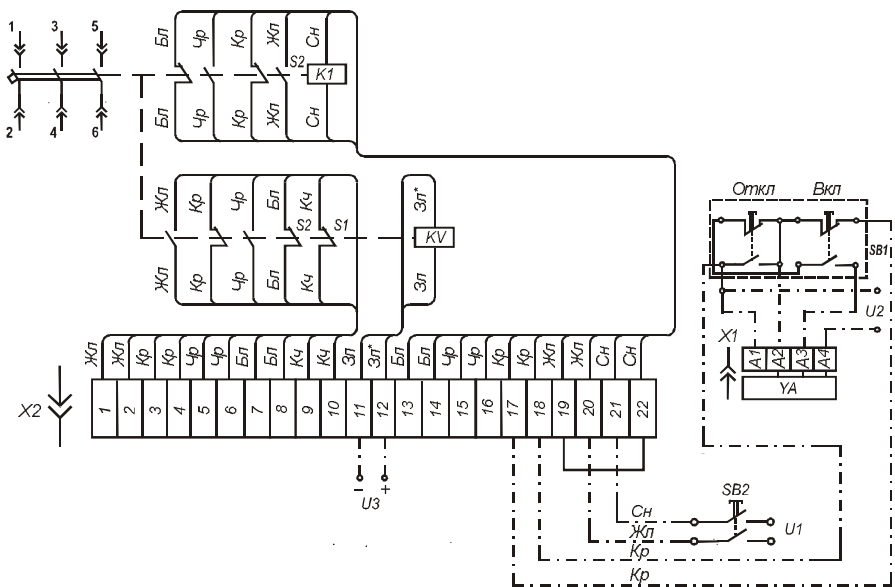 1 3 5
2 4 6
Бл Чр Кр Жл S2 Сн
K1
Бл Чр Кр Жл Сн
Жл Кр Чр Бл Кч Зл*
S2 S1
KV
Жл Кр Чр Бл Кч Зл
Откл Вкл
SB1
U2
X1
A1 A2 A3 A4
YA
Жл Жл Кр Кр Чр Чр Бл Бл Кч Кч Зл Зл* Бл Бл Чр Чр Кр Кр Жл Жл Сн Сн
X2
1 2 3 4 5 6 7 8 9 10 11 12 13 14 15 16 17 18 19 20 21 22
– +
U3
SB2
Сн
Жл
U1
Кр
Кр